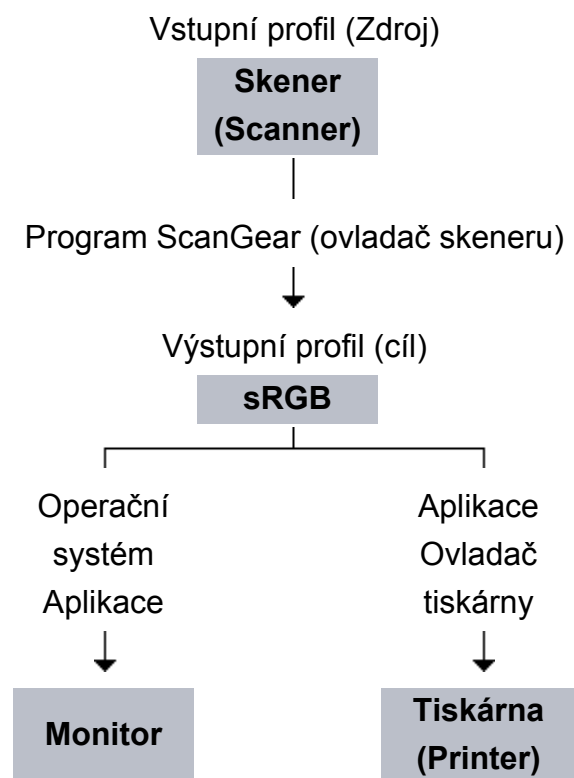 Vstupní profil (Zdroj)
Skener
(Scanner)
Program ScanGear (ovladač skeneru)
Výstupní profil (cíl)
sRGB
Operační
systém
Aplikace
Monitor
Aplikace
Ovladač
tiskárny
Tiskárna
(Printer)